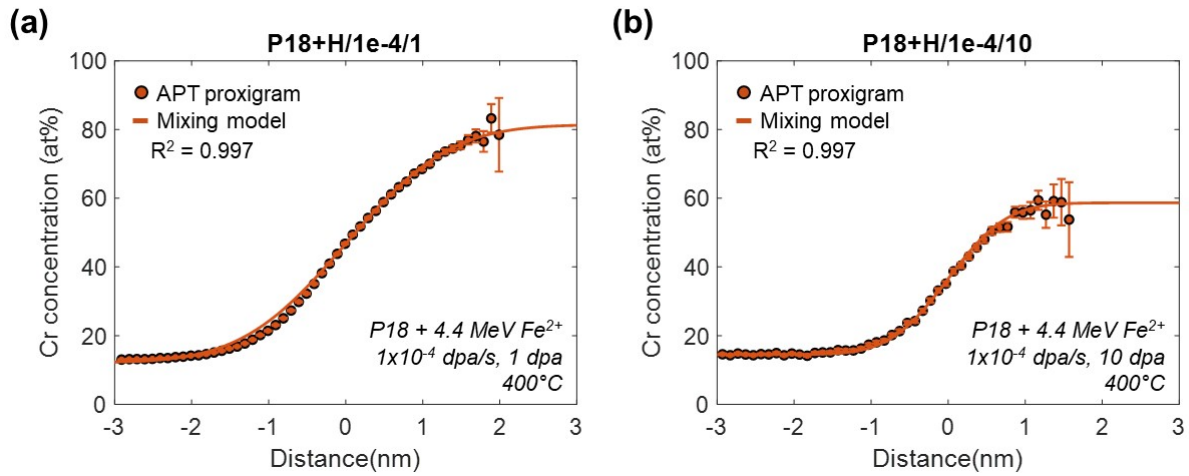 (a)
P18+H/1e-4/1
100
80
60
40
20
0
Cr concentration (at%)
APT proxigram
Mixing model
R² = 0.997
P18 + 4.4 MeV Fe²⁺
1x10⁻⁴ dpa/s, 1 dpa
400°C
-3 -2 -1 0 1 2 3
Distance(nm)
(b)
P18+H/1e-4/10
100
80
60
40
20
0
Cr concentration (at%)
APT proxigram
Mixing model
R² = 0.997
P18 + 4.4 MeV Fe²⁺
1x10⁻⁴ dpa/s, 10 dpa
400°C
-3 -2 -1 0 1 2 3
Distance(nm)